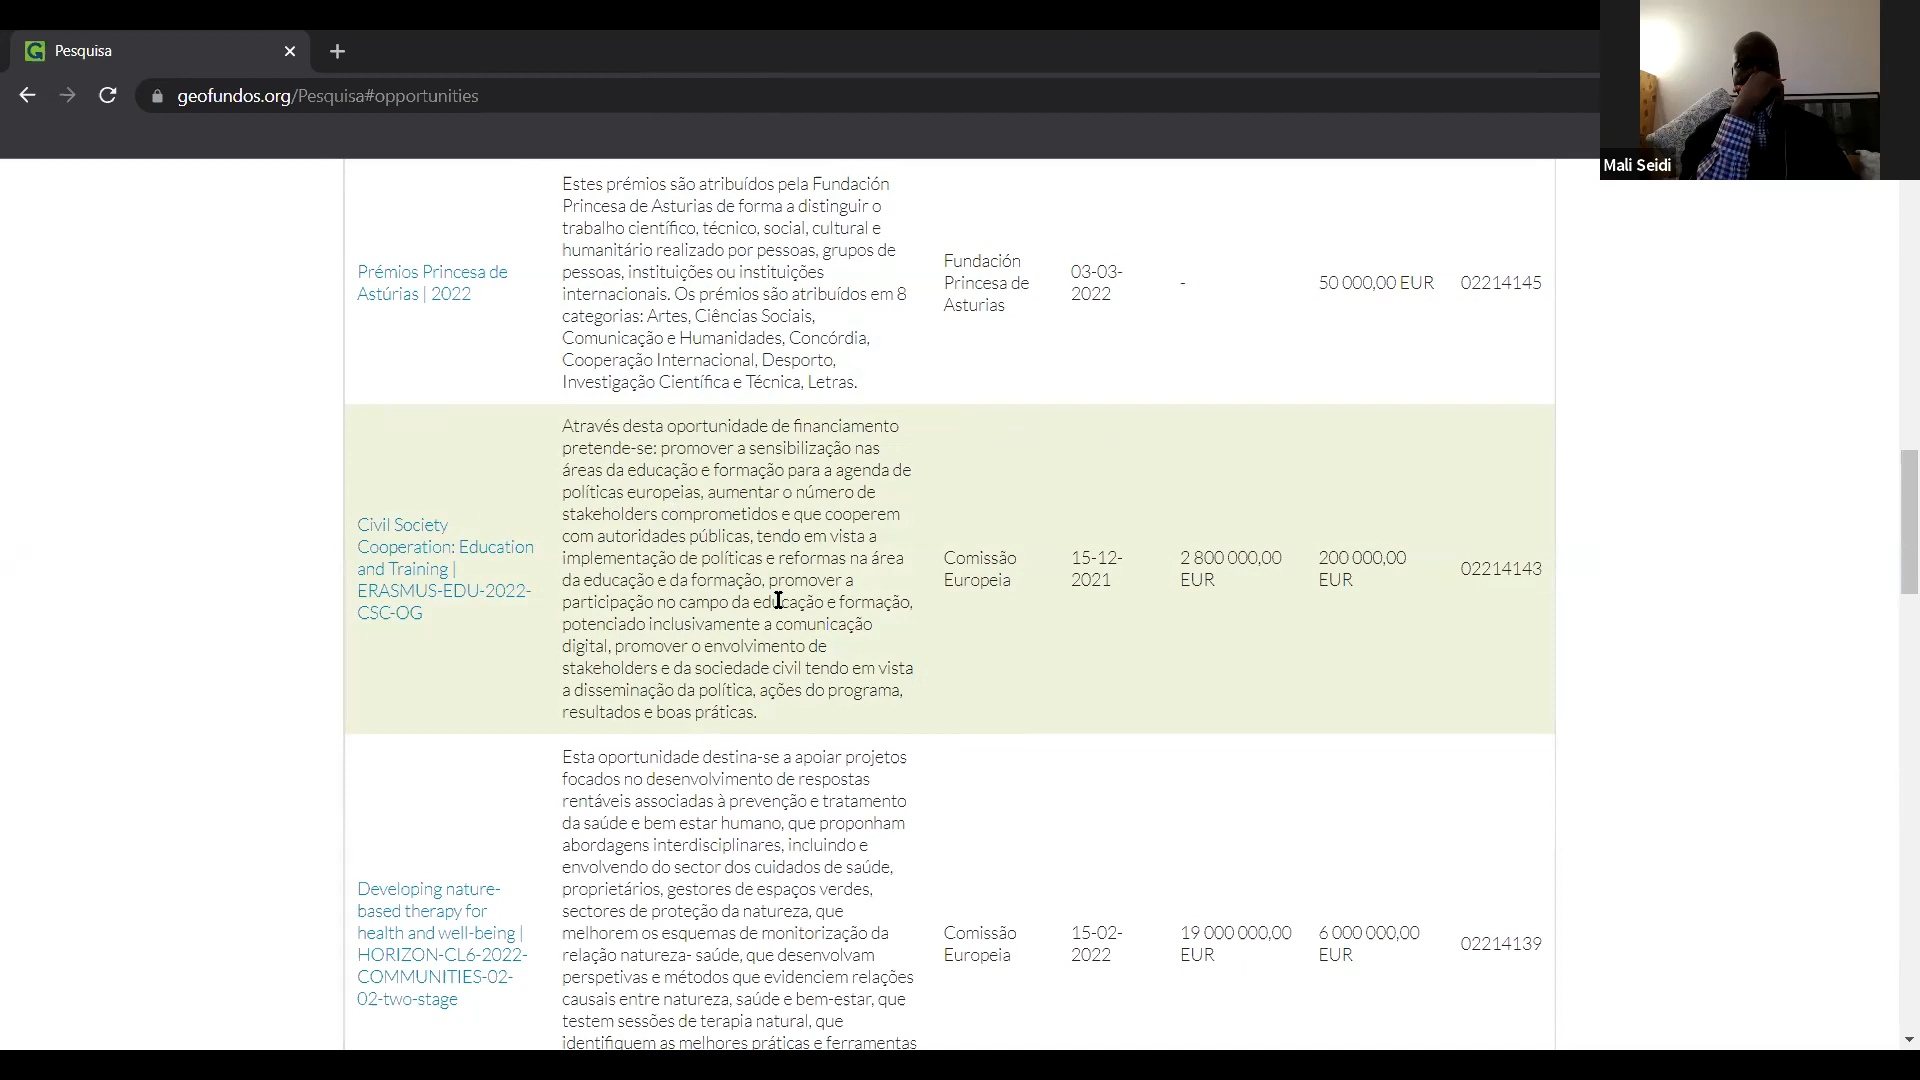 Pesquisa
geofundos.org/Pesquisa#opportunities
Mali Seidi
Prémios Princesa de
Astúrias | 2022
Estes prémios são atribuídos pela Fundación
Princesa de Asturias de forma a distinguir o
trabalho científico, técnico, social, cultural e
humanitário realizado por pessoas, grupos de
pessoas, instituições ou instituições
internacionais. Os prémios são atribuídos em 8
categorias: Artes, Ciências Sociais,
Comunicação e Humanidades, Concórdia,
Cooperação Internacional, Desporto,
Investigação Científica e Técnica, Letras.
Fundación
Princesa de
Asturias
03-03-
2022
-
50 000,00 EUR
02214145
Civil Society
Cooperation: Education
and Training |
ERASMUS-EDU-2022-
CSC-OG
Através desta oportunidade de financiamento
pretende-se: promover a sensibilização nas
áreas da educação e formação para a agenda de
políticas europeias, aumentar o número de
stakeholders comprometidos e que cooperem
com autoridades públicas, tendo em vista a
implementação de políticas e reformas na área
da educação e da formação, promover a
participação no campo da educação e formação,
potenciado inclusivamente a comunicação
digital, promover o envolvimento de
stakeholders e da sociedade civil tendo em vista
a disseminação da política, ações do programa,
resultados e boas práticas.
Comissão
Europeia
15-12-
2021
2 800 000,00
EUR
200 000,00
EUR
02214143
Developing nature-
based therapy for
health and well-being |
HORIZON-CL6-2022-
COMMUNITIES-02-
02-two-stage
Esta oportunidade destina-se a apoiar projetos
focados no desenvolvimento de respostas
rentáveis associadas à prevenção e tratamento
da saúde e bem estar humano, que proponham
abordagens interdisciplinares, incluindo e
envolvendo do sector dos cuidados de saúde,
proprietários, gestores de espaços verdes,
sectores de proteção da natureza, que
melhorem os esquemas de monitorização da
relação natureza- saúde, que desenvolvam
perspetivas e métodos que evidenciem relações
causais entre natureza, saúde e bem-estar, que
testem sessões de terapia natural, que
identifiquem as melhores práticas e ferramentas
Comissão
Europeia
15-02-
2022
19 000 000,00
EUR
6 000 000,00
EUR
02214139